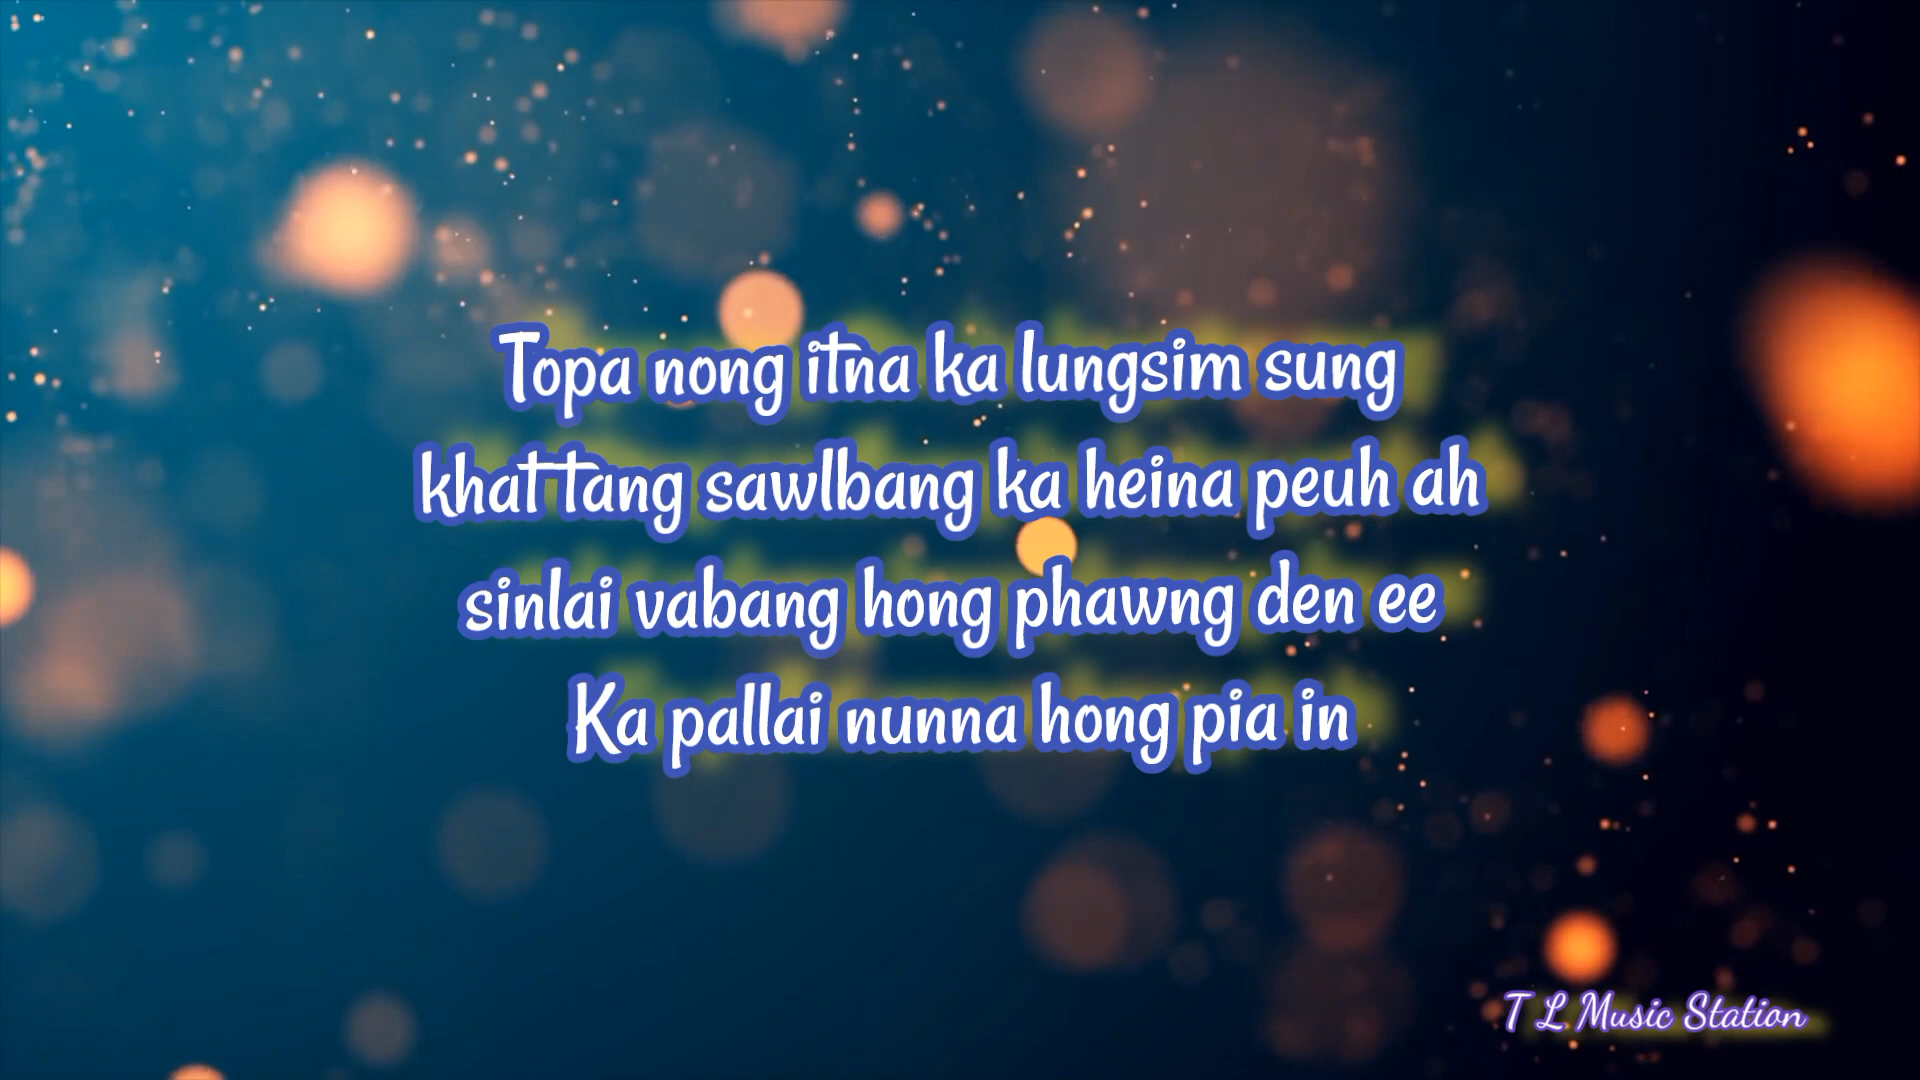 Topa nong itna ka lungsim sung
khat tang sawlbang ka heina peuh ah
sinlai vabang hong phawng den ee
Ka pallai nunna hong pia in
T L Music Station